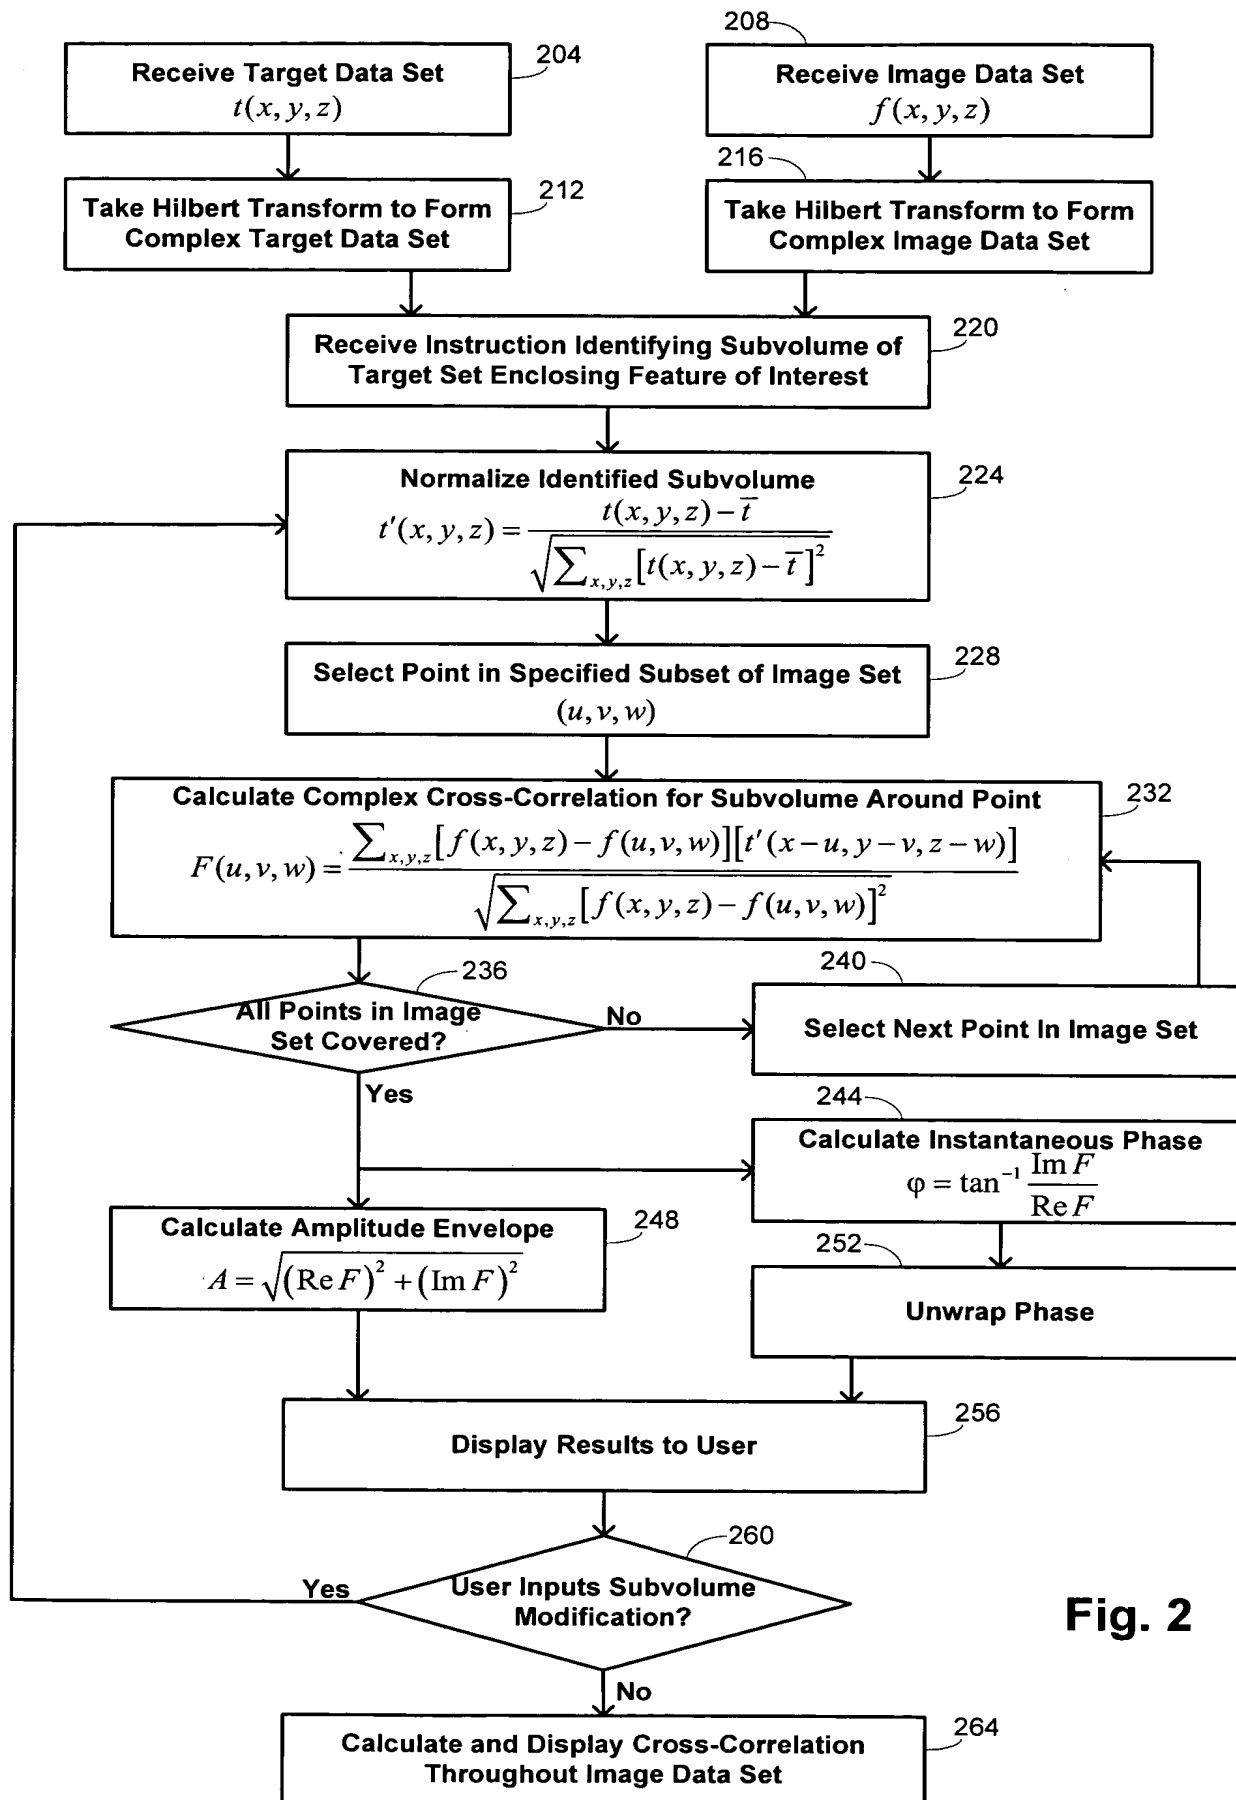 204
Receive Target Data Set
t(x, y, z)
208
Receive Image Data Set
f(x, y, z)
212
Take Hilbert Transform to Form
Complex Target Data Set
216
Take Hilbert Transform to Form
Complex Image Data Set
220
Receive Instruction Identifying Subvolume of
Target Set Enclosing Feature of Interest
224
Normalize Identified Subvolume
t′(x, y, z) = (t(x, y, z) − t̅) / √(∑x,y,z [t(x, y, z) − t̅]²)
228
Select Point in Specified Subset of Image Set
(u, v, w)
232
Calculate Complex Cross-Correlation for Subvolume Around Point
F(u, v, w) = ∑x,y,z [f(x, y, z) − f(u, v, w)][t′(x − u, y − v, z − w)] / √(∑x,y,z [f(x, y, z) − f(u, v, w)]²)
236
All Points in Image
Set Covered?
No
Yes
240
Select Next Point In Image Set
244
Calculate Instantaneous Phase
φ = tan⁻¹ Im F / Re F
248
Calculate Amplitude Envelope
A = √((Re F)² + (Im F)²)
252
Unwrap Phase
256
Display Results to User
260
User Inputs Subvolume
Modification?
Yes
No
264
Calculate and Display Cross-Correlation
Throughout Image Data Set
Fig. 2